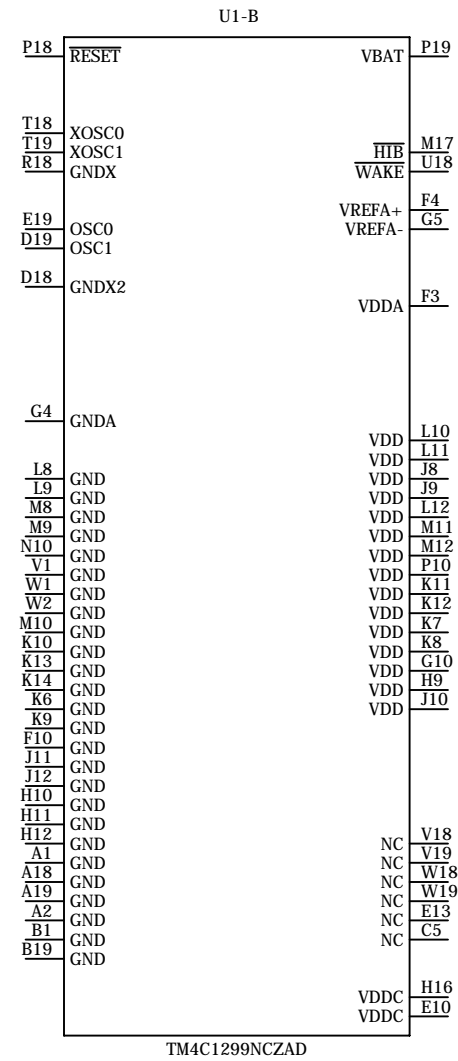 U1-B
P18 RESET VBAT P19
T18 XOSC0
T19 XOSC1 HIB M17
R18 GNDX WAKE U18
VREFA+ F4
E19 OSC0 VREFA- G5
D19 OSC1
D18 GNDX2
VDDA F3
G4 GNDA
VDD L10
VDD L11
L8 GND VDD J8
L9 GND VDD J9
M8 GND VDD L12
M9 GND VDD M11
N10 GND VDD M12
V1 GND VDD P10
W1 GND VDD K11
W2 GND VDD K12
M10 GND VDD K7
K10 GND VDD K8
K13 GND VDD G10
K14 GND VDD H9
K6 GND VDD J10
K9 GND
F10 GND
J11 GND
J12 GND
H10 GND
H11 GND
H12 GND NC V18
A1 GND NC V19
A18 GND NC W18
A19 GND NC W19
A2 GND NC E13
B1 GND NC C5
B19 GND
VDDC H16
VDDC E10
TM4C1299NCZAD